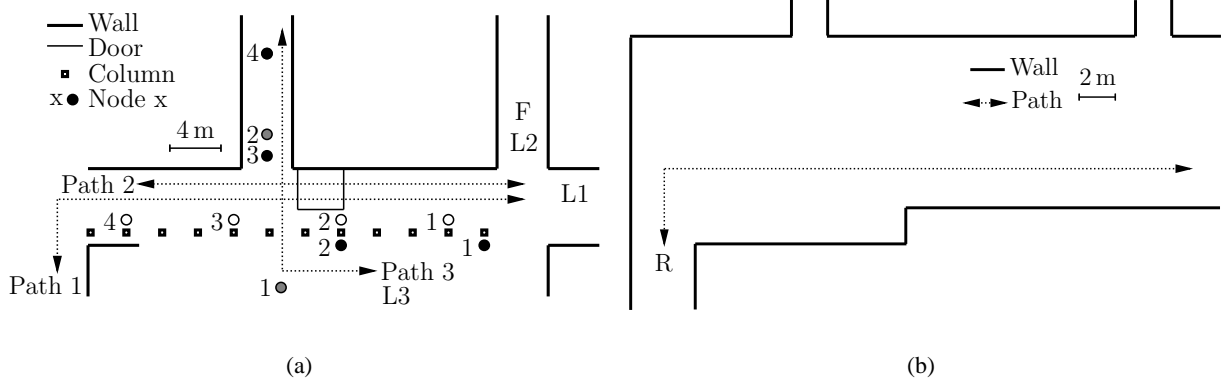 Wall
Door
Column
x Node x
4 m
4
2
3
F
L2
L1
Path 2
4 3 2 1
2 1
Path 1
1
Path 3
L3
(a)
Wall
Path
2 m
R
(b)